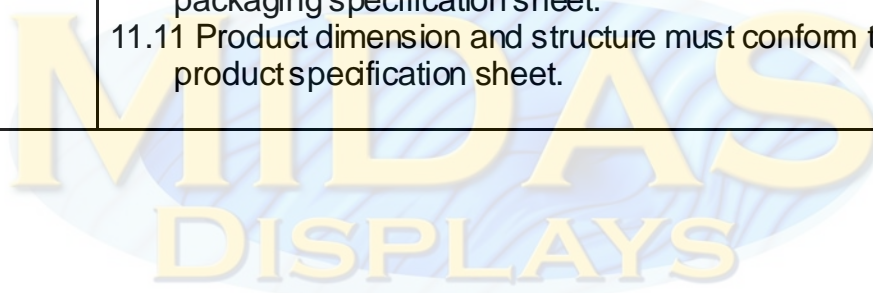 packaging specification sheet.
11.11 Product dimension and structure must conform t
product specification sheet.
MIDAS
DISPLAYS